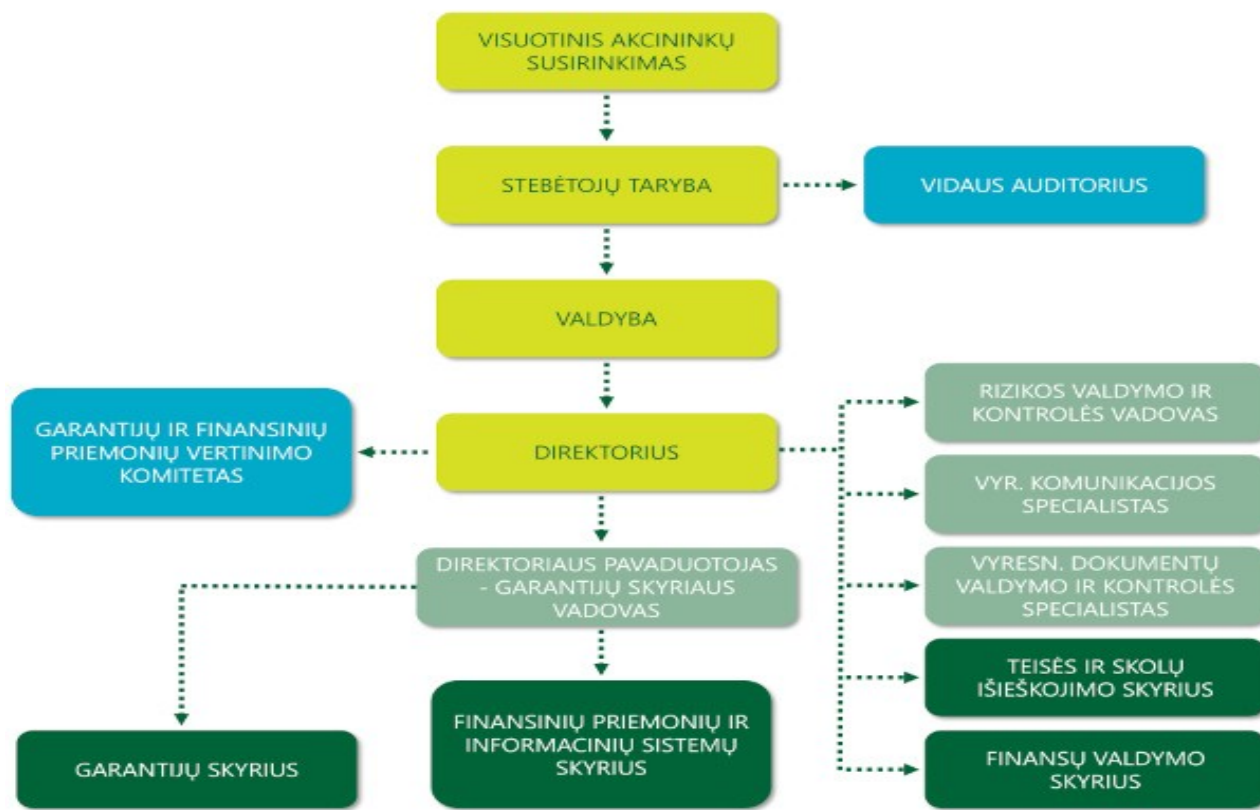 VISUOTINIS AKCININKŲ
SUSIRINKIMAS
STEBĖTOJŲ TARYBA
VIDAUS AUDITORIUS
VALDYBA
GARANTIJŲ IR FINANSINIŲ
PRIEMONIŲ VERTINIMO
KOMITETAS
DIREKTORIUS
RIZIKOS VALDYMO IR
KONTROLĖS VADOVAS
VYR. KOMUNIKACIJOS
SPECIALISTAS
DIREKTORIAUS PAVADUOTOJAS
- GARANTIJŲ SKYRIAUS
VADOVAS
VYRESN. DOKUMENTŲ
VALDYMO IR KONTROLĖS
SPECIALISTAS
TEISĖS IR SKOLŲ
IŠIEŠKOJIMO SKYRIUS
GARANTIJŲ SKYRIUS
FINANSINIŲ PRIEMONIŲ IR
INFORMACINIŲ SISTEMŲ
SKYRIUS
FINANSŲ VALDYMO
SKYRIUS